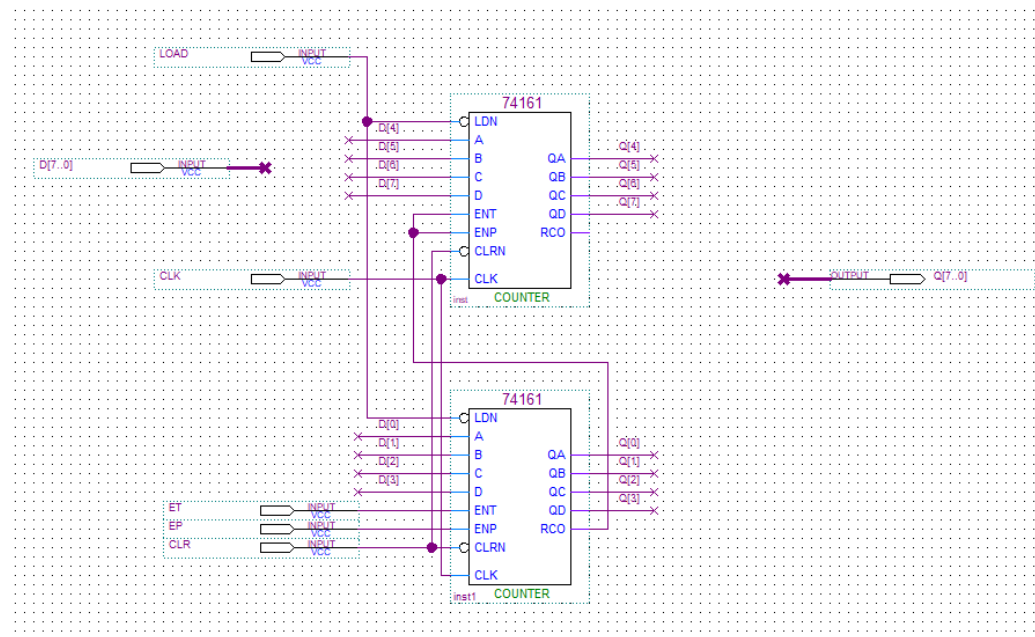 LOAD INPUT VCC
74161
D[4] LDN
D[5] A
D[7..0] INPUT VCC
D[6] B QA Q[4]
D[7] C QB Q[5]
D QC Q[6]
ENT QD Q[7]
ENP RCO
CLRN
CLK INPUT VCC
CLK
OUTPUT Q[7..0]
inst COUNTER
74161
D[0] LDN
D[1] A
D[2] B QA Q[0]
D[3] C QB Q[1]
D QC Q[2]
ET INPUT VCC
ENT QD Q[3]
EP INPUT VCC
ENP RCO
CLR INPUT VCC
CLRN
CLK
inst1 COUNTER